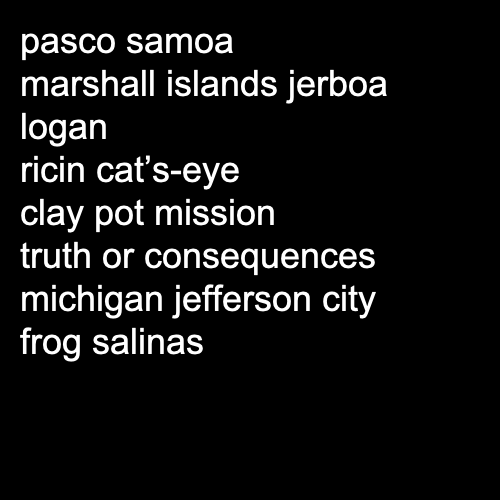 pasco samoa
marshall islands jerboa
logan
ricin cat’s-eye
clay pot mission
truth or consequences
michigan jefferson city
frog salinas